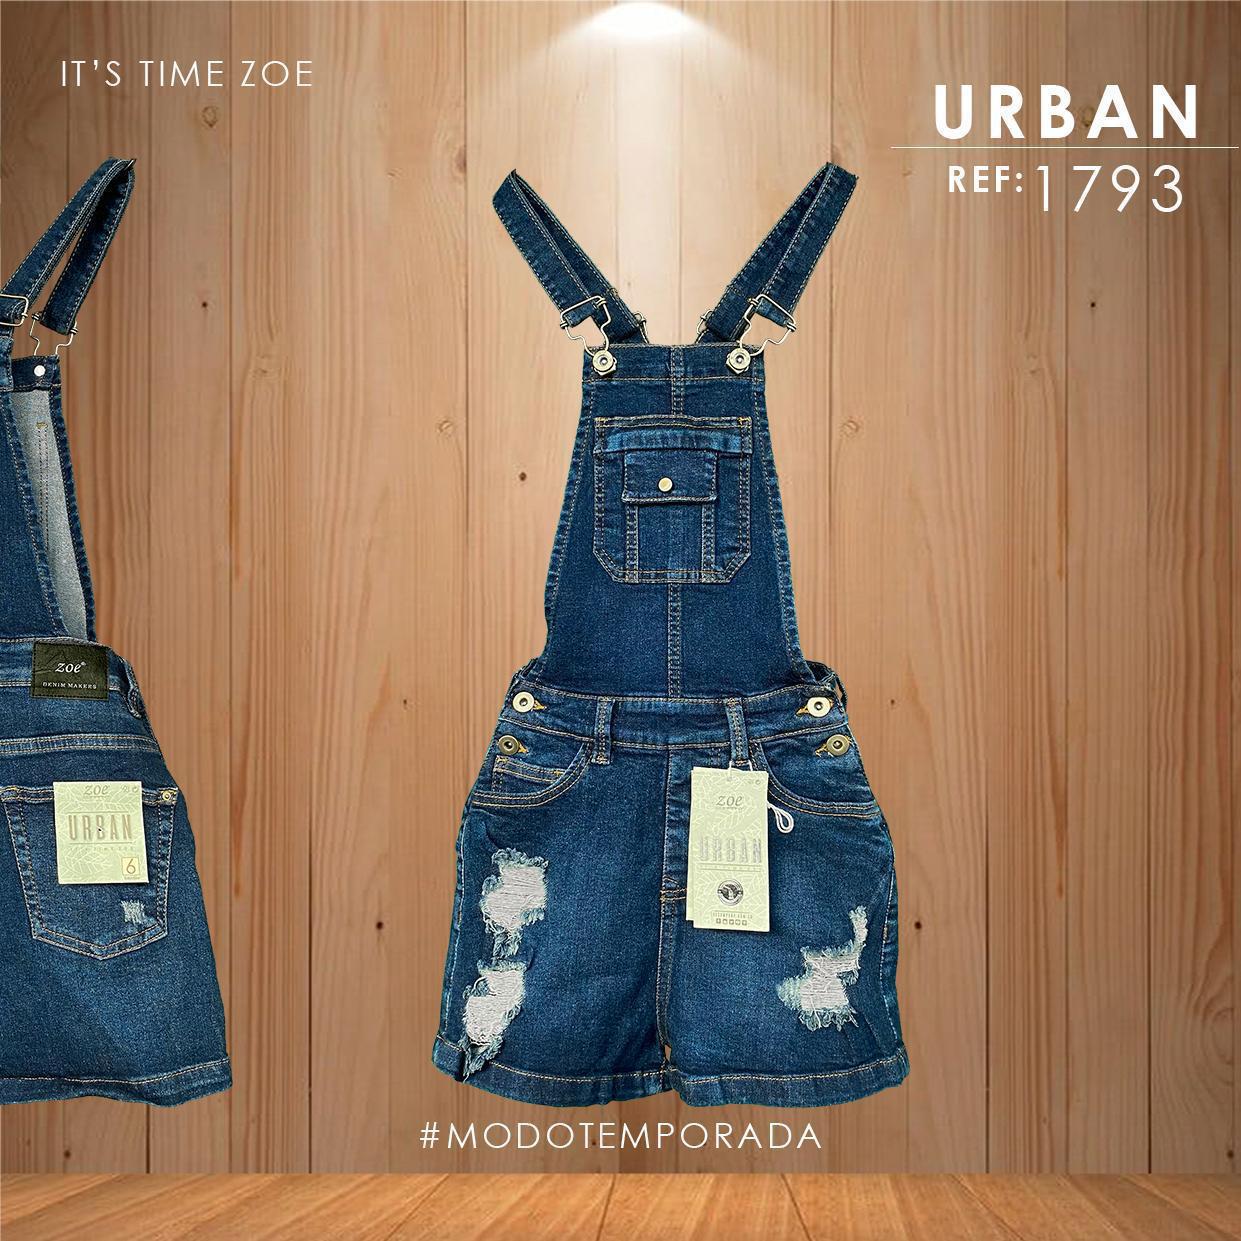 IT'S TIME ZOE
URBAN
REF: 1793
zoe®
DENIM MAKERS
zoe
URBAN
6
zoe
URBAN
#MODOTEMPORADA